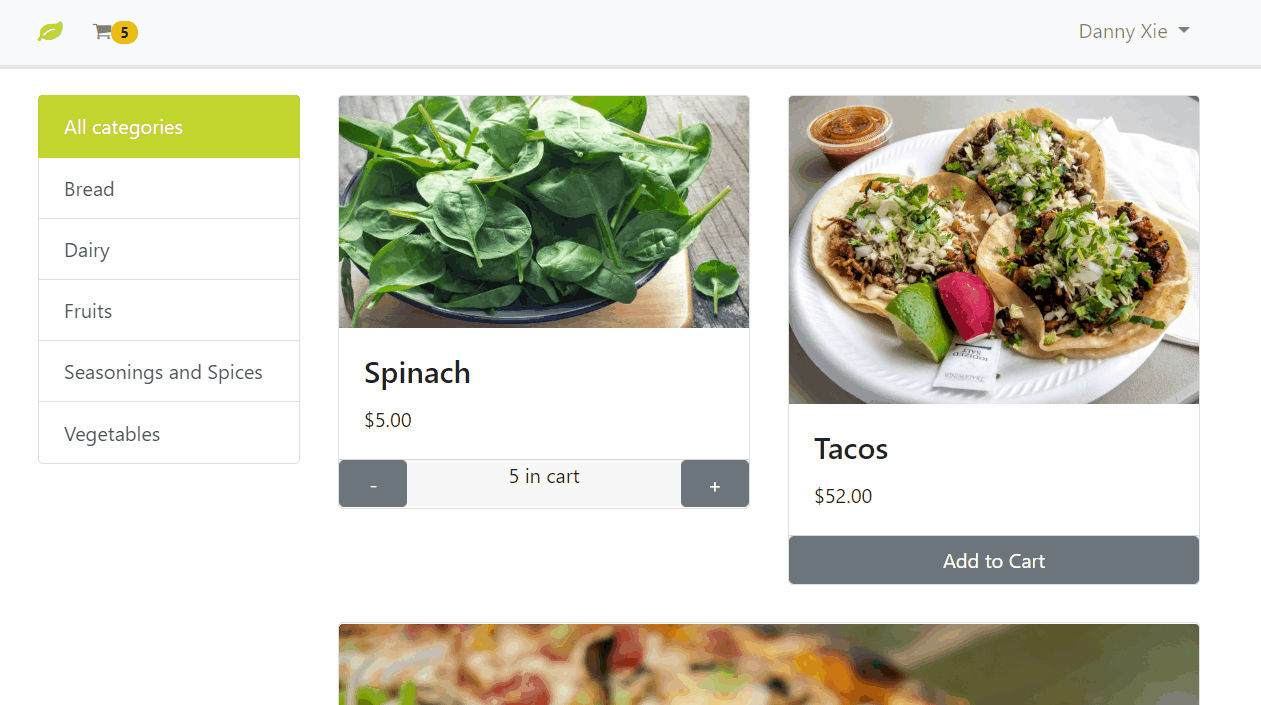 5
Danny Xie
All categories
Bread
Dairy
Fruits
Seasonings and Spices
Vegetables
Spinach
$5.00
- 5 in cart +
Tacos
$52.00
Add to Cart